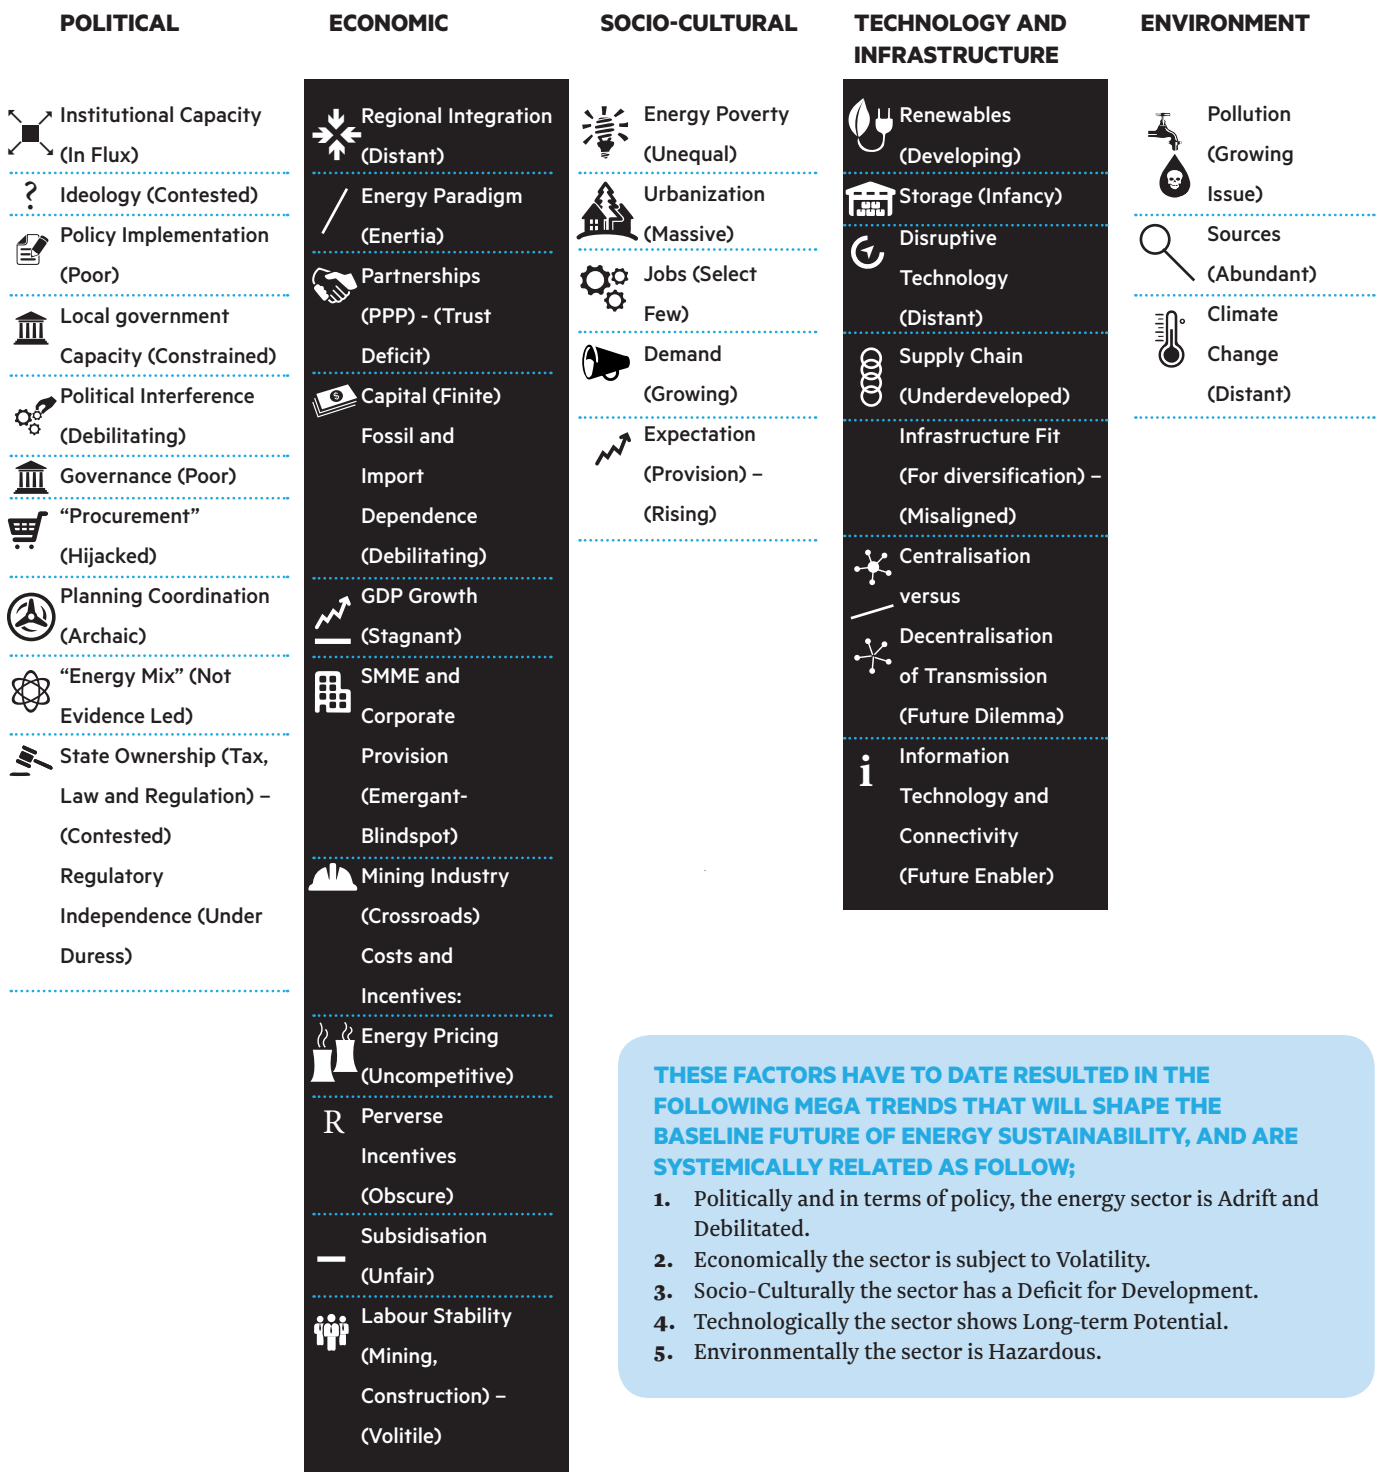 POLITICAL
Institutional Capacity
(In Flux)
?
Ideology (Contested)
Policy Implementation
(Poor)
Local government
Capacity (Constrained)
Political Interference
(Debilitating)
Governance (Poor)
“Procurement”
(Hijacked)
Planning Coordination
(Archaic)
“Energy Mix” (Not
Evidence Led)
State Ownership (Tax,
Law and Regulation) –
(Contested)
Regulatory
Independence (Under
Duress)
ECONOMIC
Regional Integration
(Distant)
Energy Paradigm
(Enertia)
Partnerships
(PPP) - (Trust
Deficit)
$
Capital (Finite)
Fossil and
Import
Dependence
(Debilitating)
GDP Growth
(Stagnant)
SMME and
Corporate
Provision
(Emergant-
Blindspot)
Mining Industry
(Crossroads)
Costs and
Incentives:
Energy Pricing
(Uncompetitive)
R
Perverse
Incentives
(Obscure)
Subsidisation
(Unfair)
Labour Stability
(Mining,
Construction) –
(Volitile)
SOCIO-CULTURAL
Energy Poverty
(Unequal)
Urbanization
(Massive)
Jobs (Select
Few)
Demand
(Growing)
Expectation
(Provision) –
(Rising)
TECHNOLOGY AND
INFRASTRUCTURE
Renewables
(Developing)
Storage (Infancy)
Disruptive
Technology
(Distant)
Supply Chain
(Underdeveloped)
Infrastructure Fit
(For diversification) –
(Misaligned)
Centralisation
versus
Decentralisation
of Transmission
(Future Dilemma)
i
Information
Technology and
Connectivity
(Future Enabler)
ENVIRONMENT
Pollution
(Growing
Issue)
Sources
(Abundant)
Climate
Change
(Distant)
THESE FACTORS HAVE TO DATE RESULTED IN THE
FOLLOWING MEGA TRENDS THAT WILL SHAPE THE
BASELINE FUTURE OF ENERGY SUSTAINABILITY, AND ARE
SYSTEMICALLY RELATED AS FOLLOW;
1. Politically and in terms of policy, the energy sector is Adrift and
Debilitated.
2. Economically the sector is subject to Volatility.
3. Socio-Culturally the sector has a Deficit for Development.
4. Technologically the sector shows Long-term Potential.
5. Environmentally the sector is Hazardous.